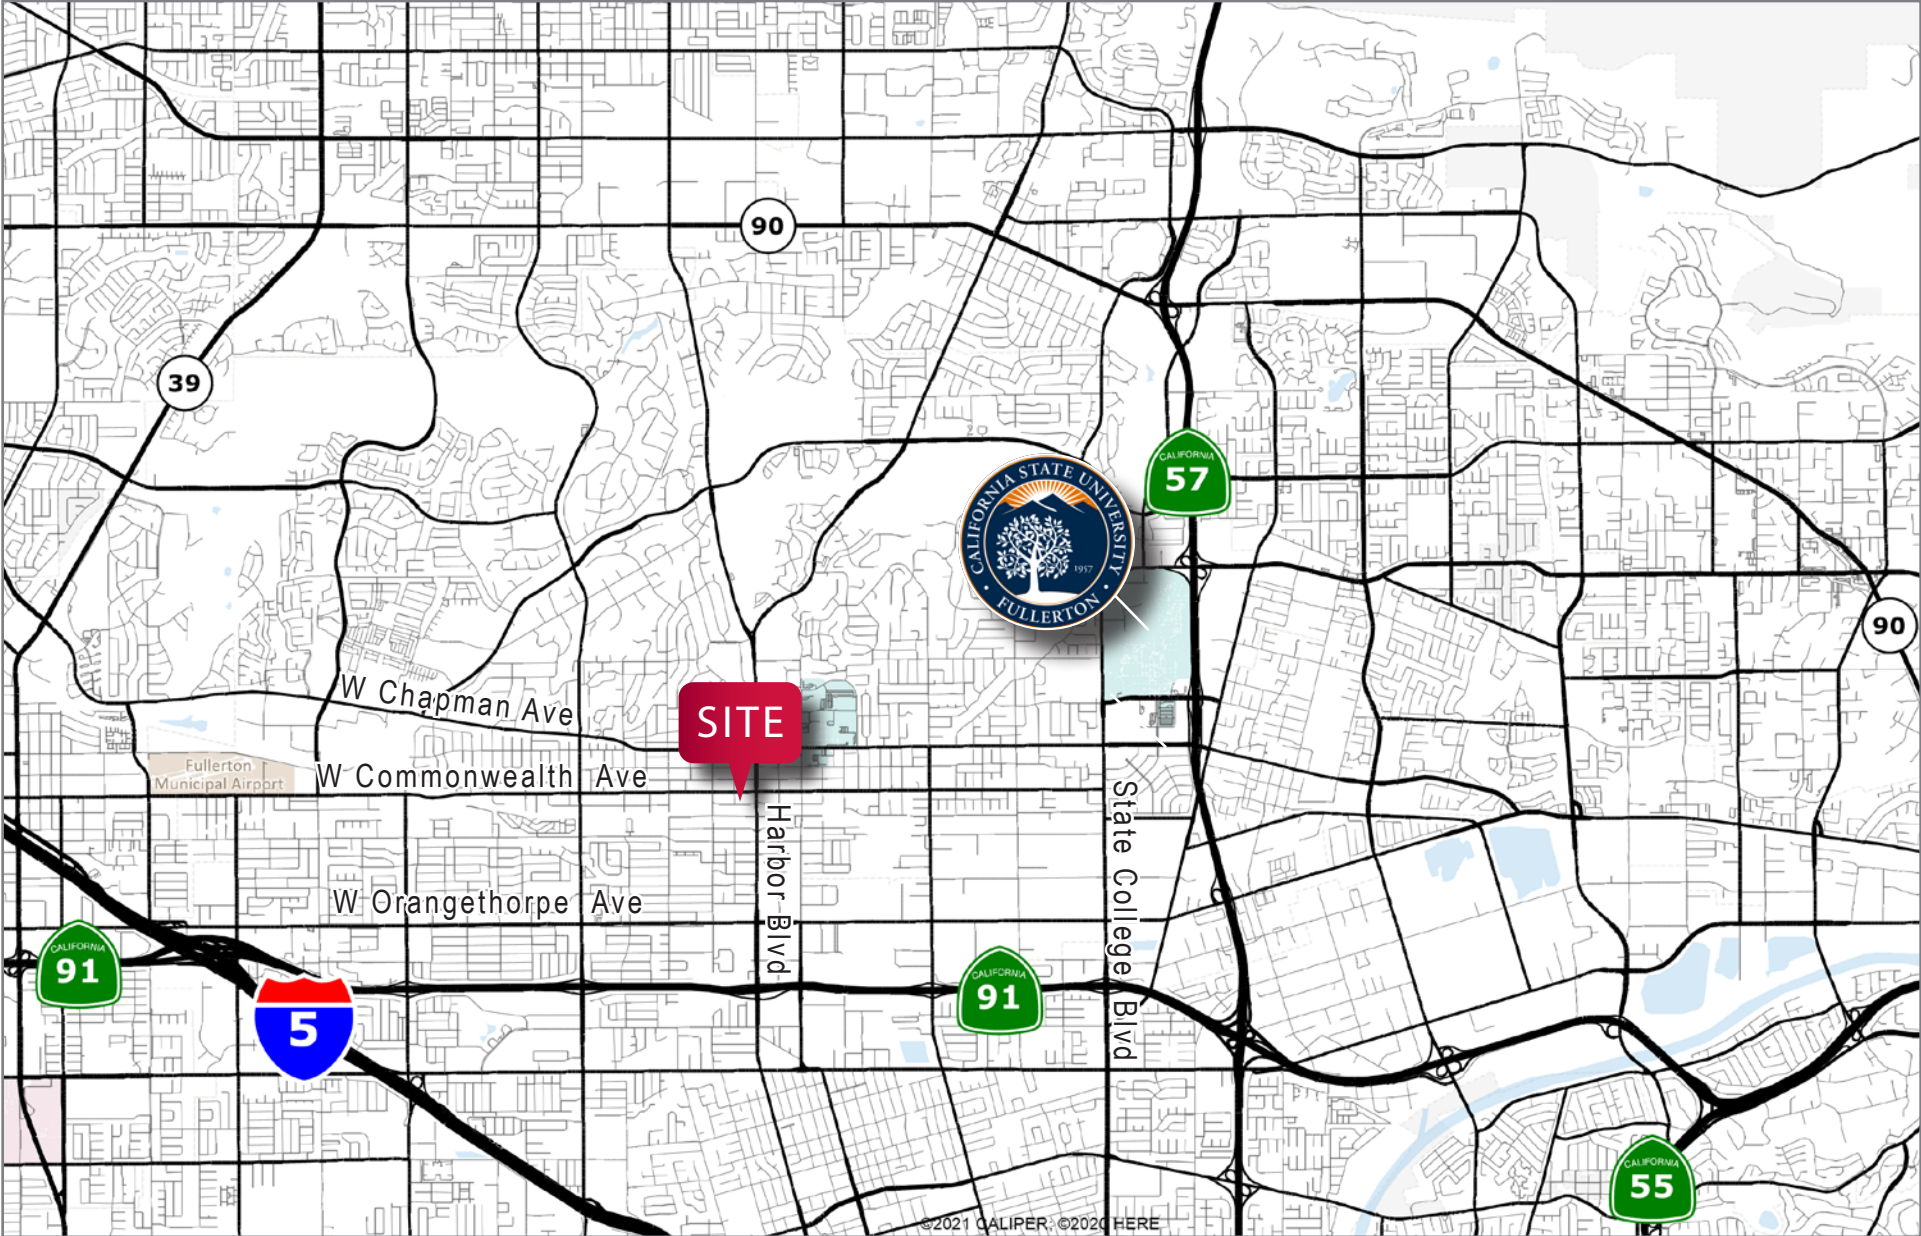 90
39
CALIFORNIA
57
CALIFORNIA STATE UNIVERSITY
1957
• FULLERTON •
90
W Chapman Ave
SITE
Fullerton
Municipal Airport
W Commonwealth Ave
Harbor Blvd
State College Blvd
W Orangethorpe Ave
CALIFORNIA
91
CALIFORNIA
91
5
CALIFORNIA
55
©2021 CALIPER; ©2020 HERE